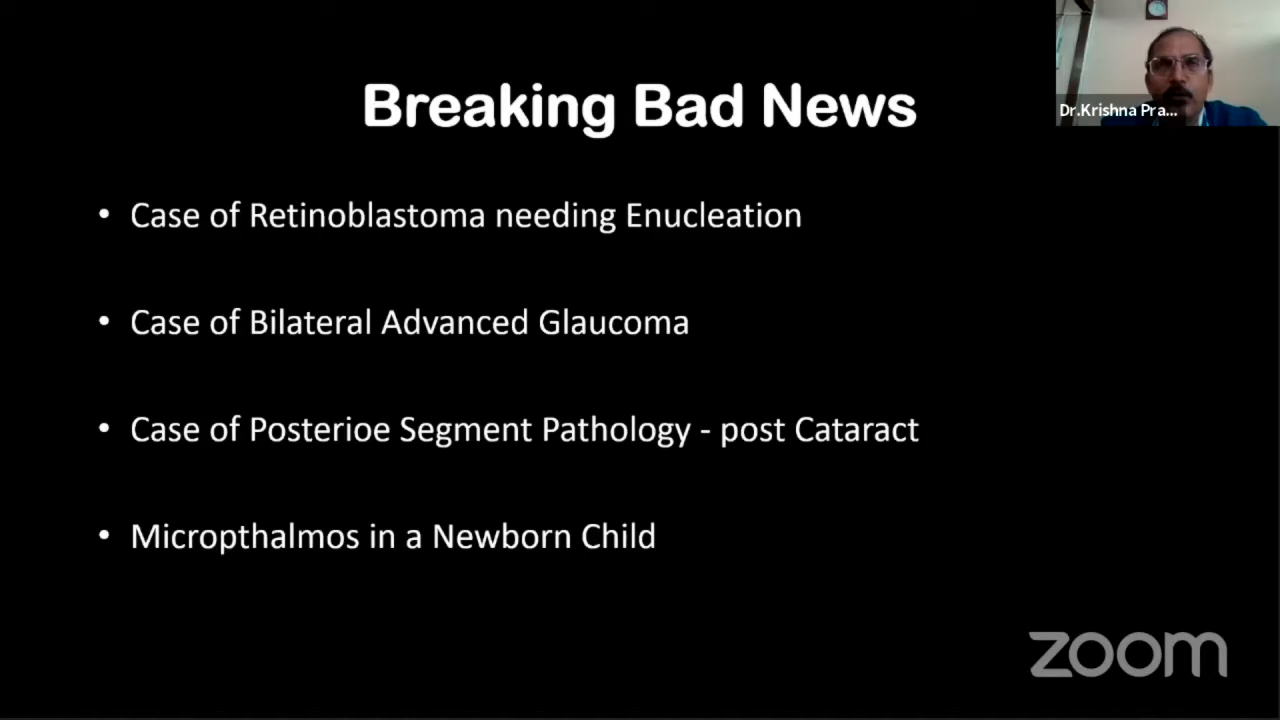 Breaking Bad News
Dr.Krishna Pra...
• Case of Retinoblastoma needing Enucleation
• Case of Bilateral Advanced Glaucoma
• Case of Posterioe Segment Pathology - post Cataract
• Micropthalmos in a Newborn Child
zoom